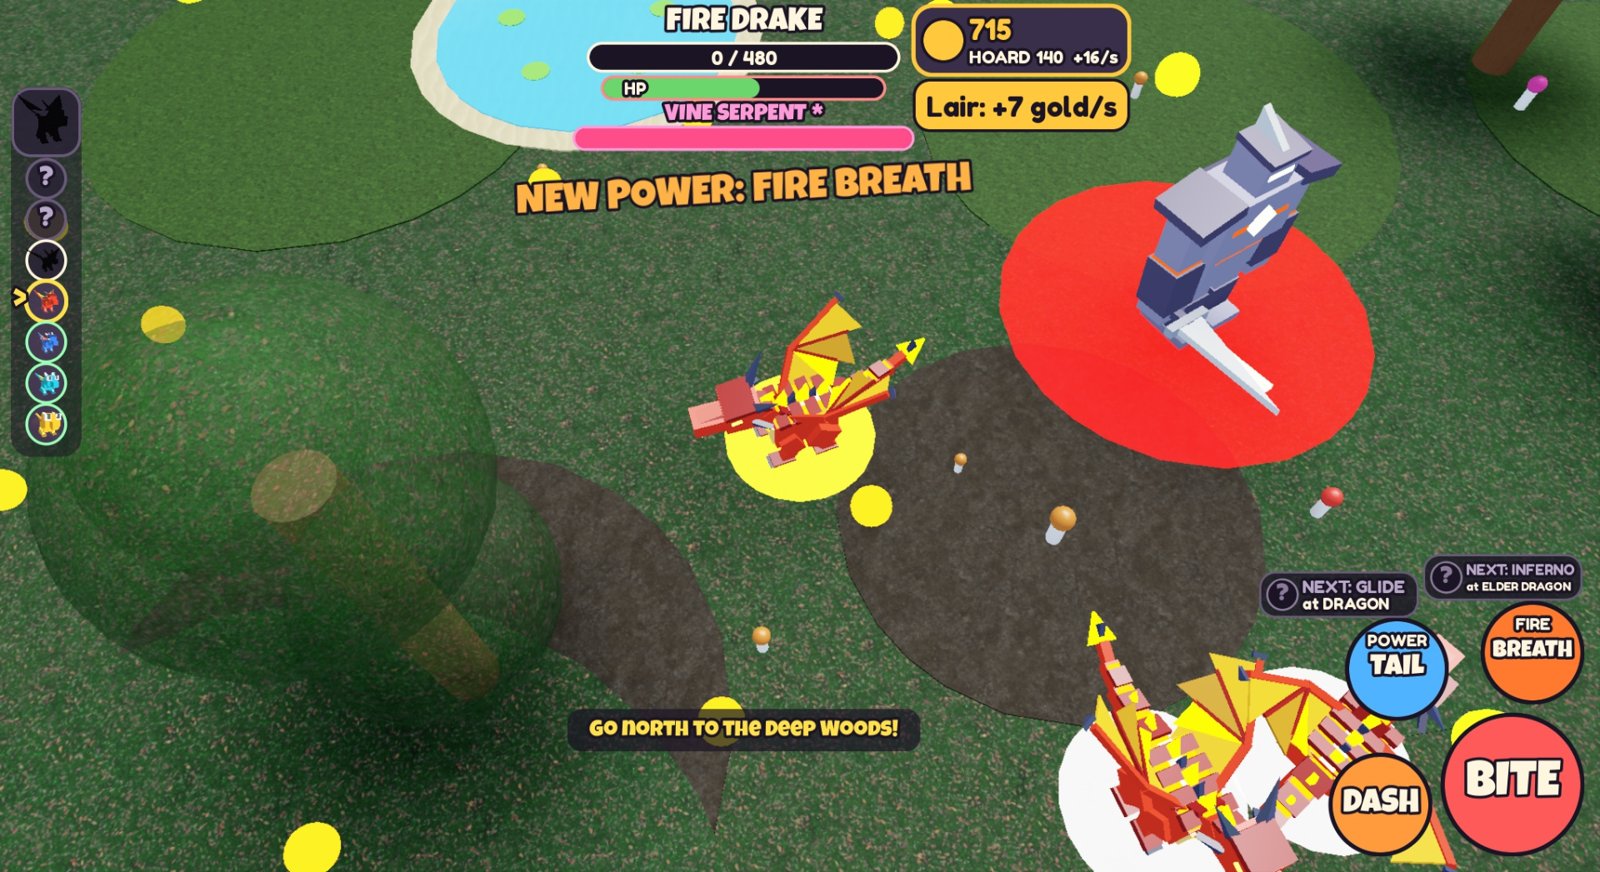 FIRE DRAKE
0 / 480
HP
VINE SERPENT *
715
HOARD 140 +16/s
Lair: +7 gold/s
NEW POWER: FIRE BREATH
?
?
>
GO NORTH TO THE DEEP WOODS!
? NEXT: GLIDE
at DRAGON
? NEXT: INFERNO
at ELDER DRAGON
POWER
TAIL
FIRE
BREATH
DASH
BITE